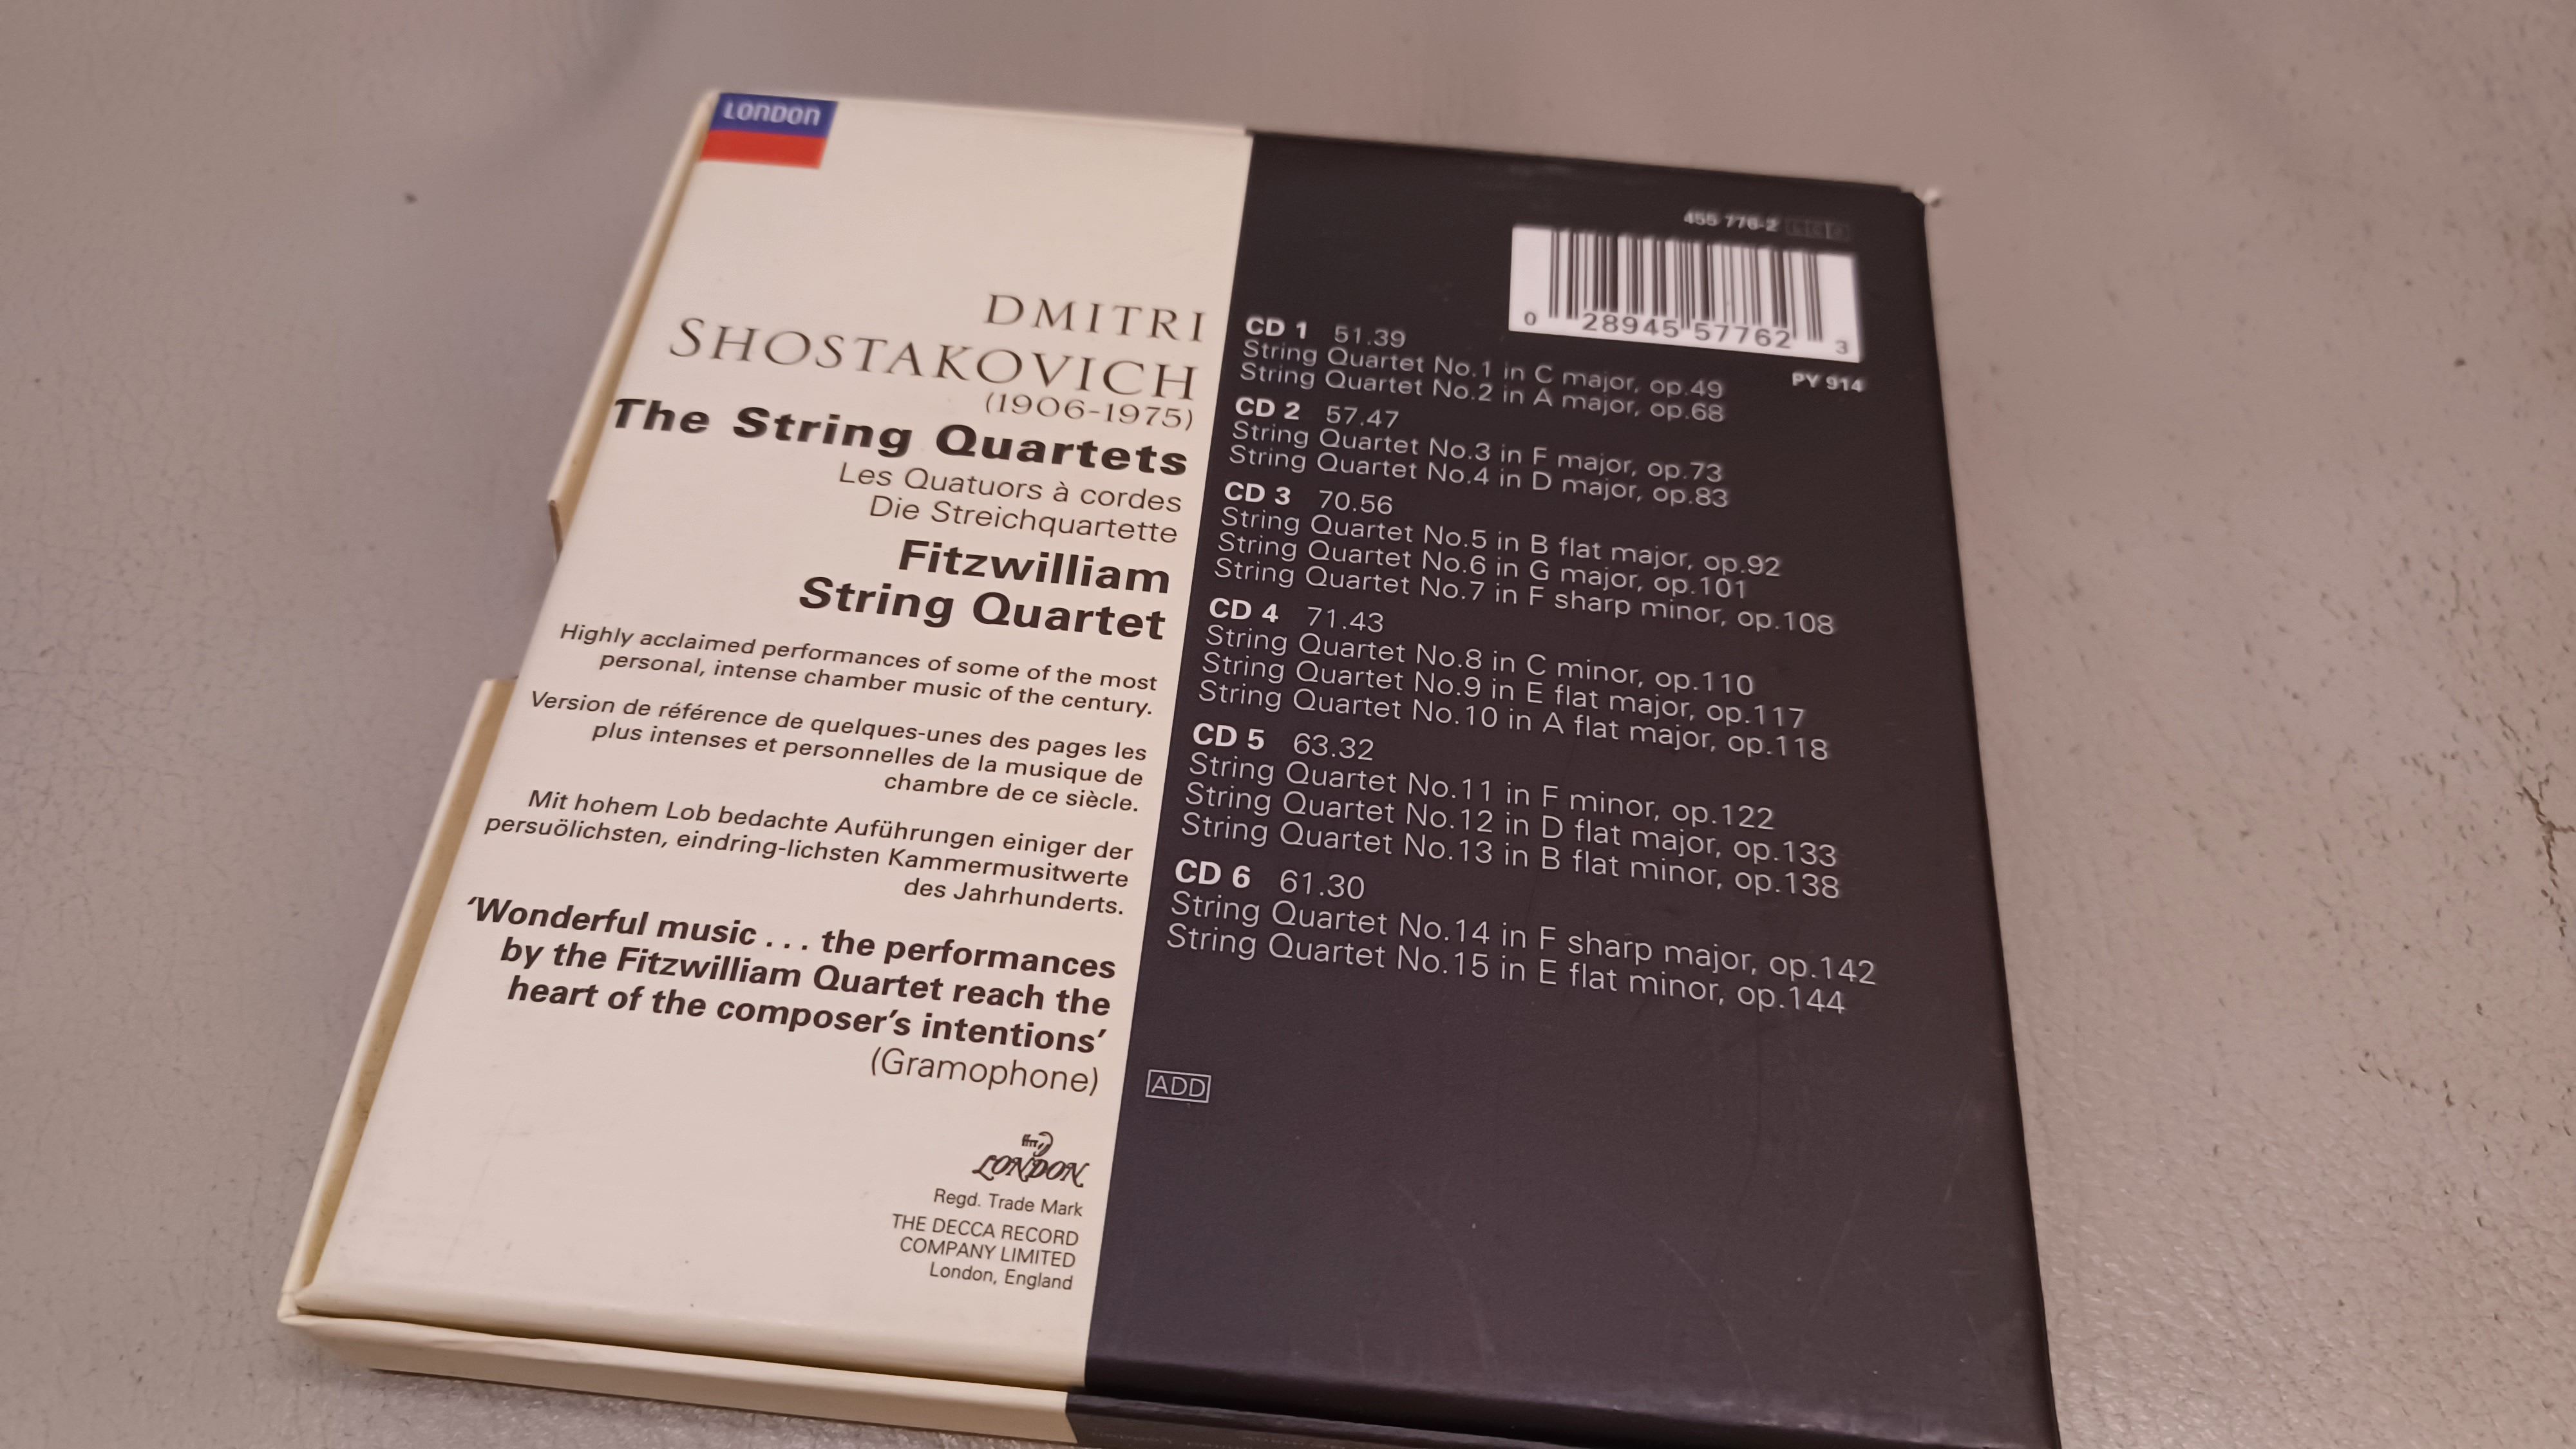 LONDON
DMITRI
SHOSTAKOVICH
(1906-1975)
The String Quartets
Les Quatuors à cordes
Die Streichquartette
Fitzwilliam
String Quartet
Highly acclaimed performances of some of the most
personal, intense chamber music of the century.
Version de référence de quelques-unes des pages les
plus intenses et personnelles de la musique de
chambre de ce siècle.
Mit hohem Lob bedachte Auführungen einiger der
persuölichsten, eindring-lichsten Kammermusitwerte
des Jahrhunderts.
‘Wonderful music . . . the performances
by the Fitzwilliam Quartet reach the
heart of the composer’s intentions’
(Gramophone)
ffrr
LONDON
Regd. Trade Mark
THE DECCA RECORD
COMPANY LIMITED
London, England
455 776-2
0 28945 57762 3
PY 914
CD 1 51.39
String Quartet No.1 in C major, op.49
String Quartet No.2 in A major, op.68
CD 2 57.47
String Quartet No.3 in F major, op.73
String Quartet No.4 in D major, op.83
CD 3 70.56
String Quartet No.5 in B flat major, op.92
String Quartet No.6 in G major, op.101
String Quartet No.7 in F sharp minor, op.108
CD 4 71.43
String Quartet No.8 in C minor, op.110
String Quartet No.9 in E flat major, op.117
String Quartet No.10 in A flat major, op.118
CD 5 63.32
String Quartet No.11 in F minor, op.122
String Quartet No.12 in D flat major, op.133
String Quartet No.13 in B flat minor, op.138
CD 6 61.30
String Quartet No.14 in F sharp major, op.142
String Quartet No.15 in E flat minor, op.144
ADD